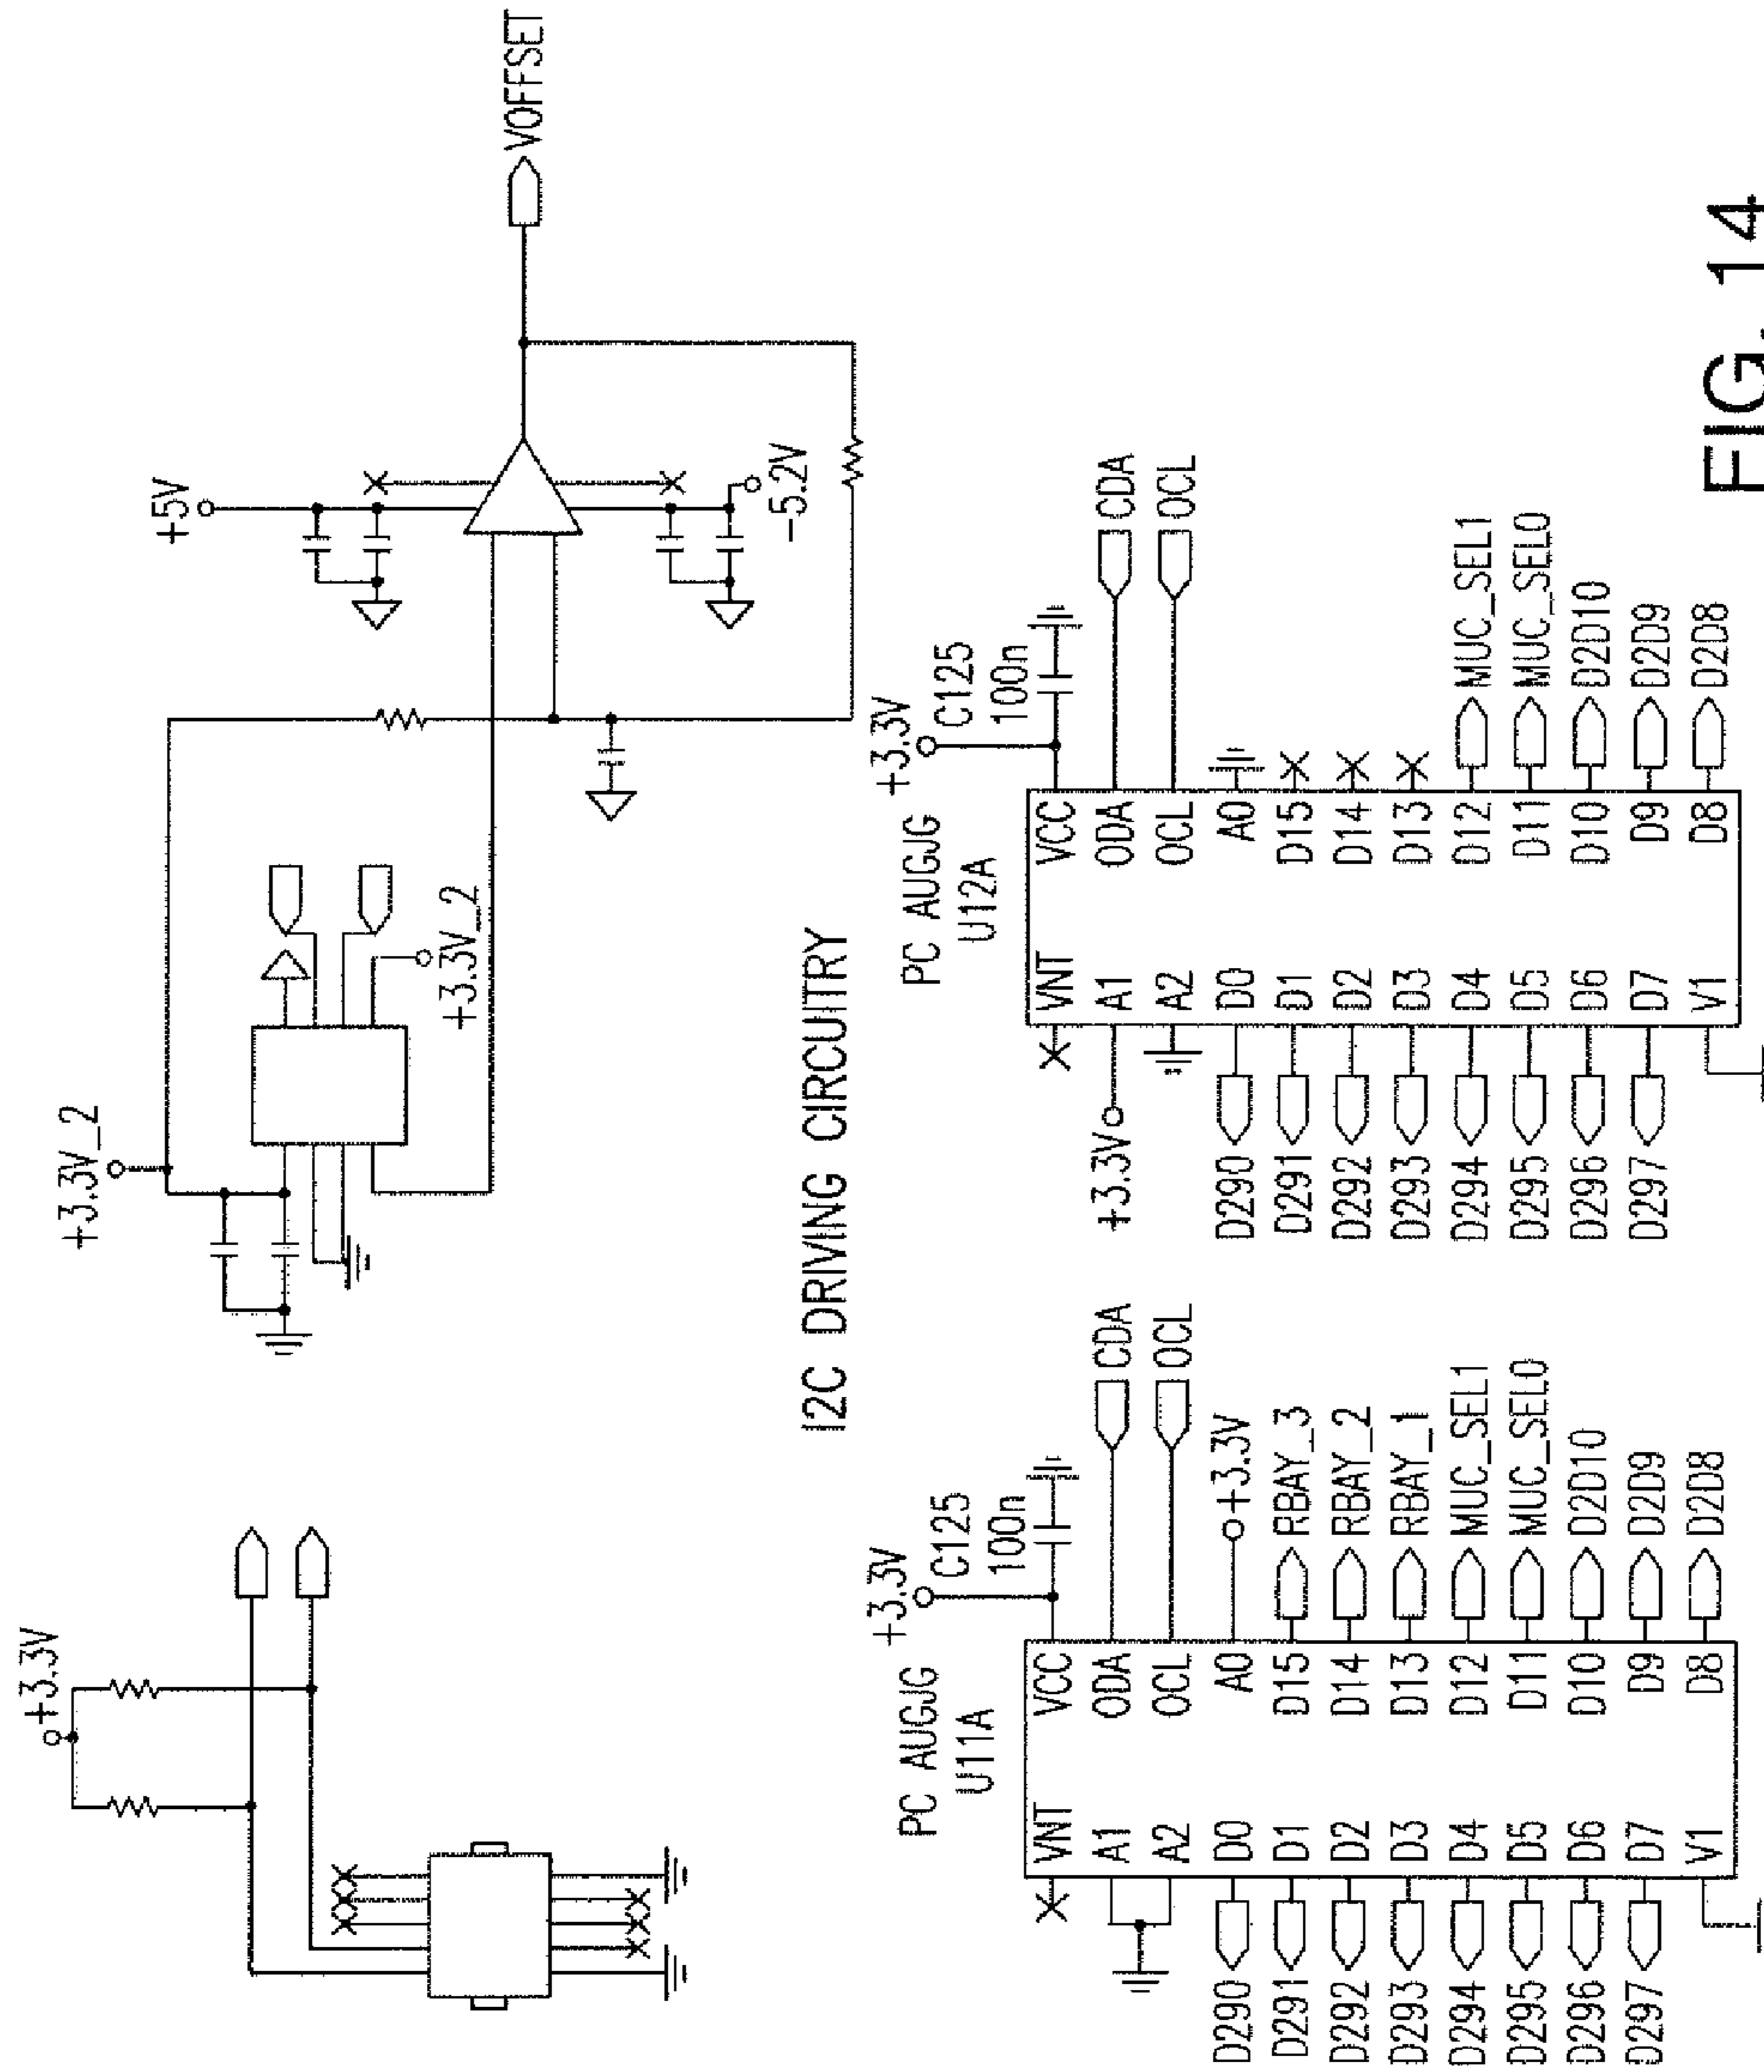 +3.3V
+3.3V_2
+3.3V_2
+5V
-5.2V
VOFFSET
I2C DRIVING CIRCUITRY
PC AUGJG
U11A
+3.3V
C125
100n
VNT
A1
A2
D0
D1
D2
D3
D4
D5
D6
D7
V1
VCC
ODA
OCL
A0
D15
D14
D13
D12
D11
D10
D9
D8
D290
D291
D292
D293
D294
D295
D296
D297
CDA
OCL
+3.3V
RBAY_3
RBAY_2
RBAY_1
MUC_SEL1
MUC_SEL0
D2D10
D2D9
D2D8
PC AUGJG
U12A
+3.3V
C125
100n
VNT
A1
A2
D0
D1
D2
D3
D4
D5
D6
D7
V1
VCC
ODA
OCL
A0
D15
D14
D13
D12
D11
D10
D9
D8
+3.3V
D290
D291
D292
D293
D294
D295
D296
D297
CDA
OCL
MUC_SEL1
MUC_SEL0
D2D10
D2D9
D2D8
FIG. 14